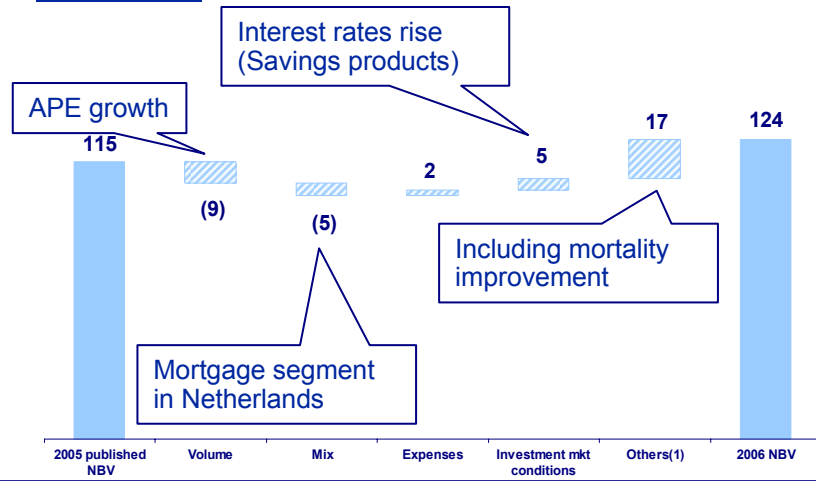 Interest rates rise
(Savings products)
APE growth
115
(9)
(5)
2
5
17
124
Including mortality
improvement
Mortgage segment
in Netherlands
2005 published
NBV
Volume
Mix
Expenses
Investment mkt
conditions
Others(1)
2006 NBV